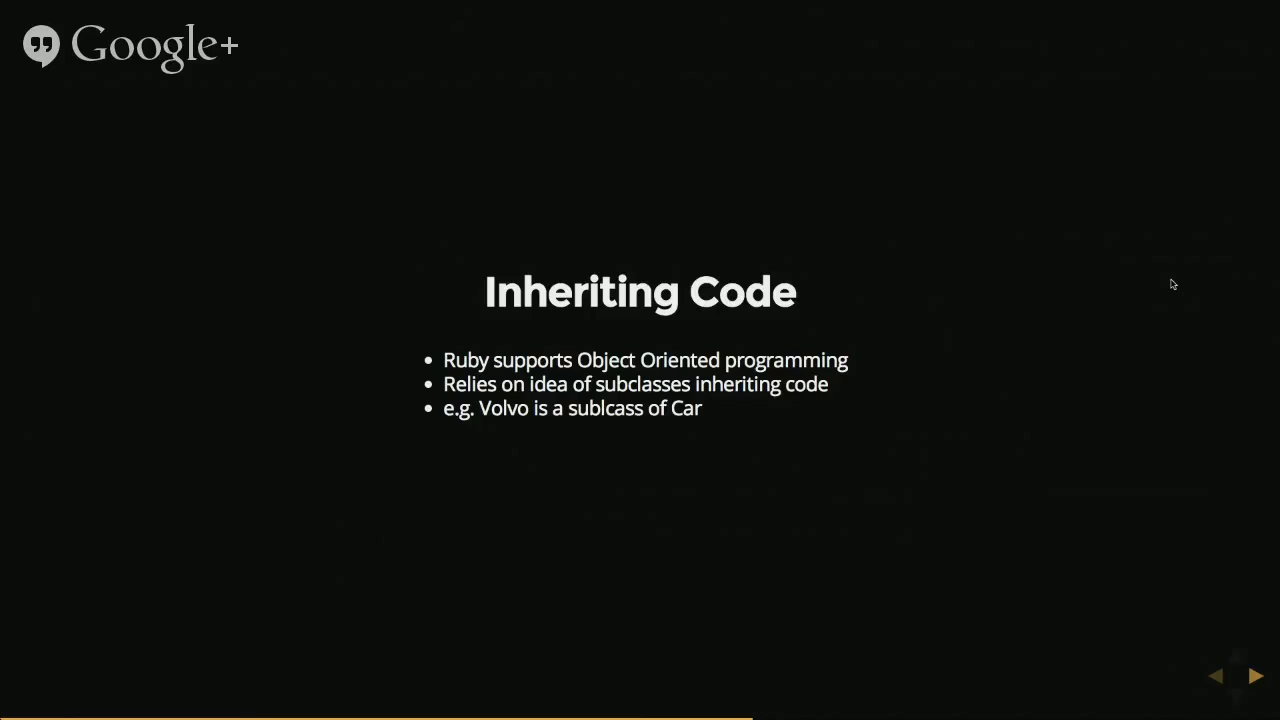 Google+
Inheriting Code
• Ruby supports Object Oriented programming
• Relies on idea of subclasses inheriting code
• e.g. Volvo is a sublcass of Car